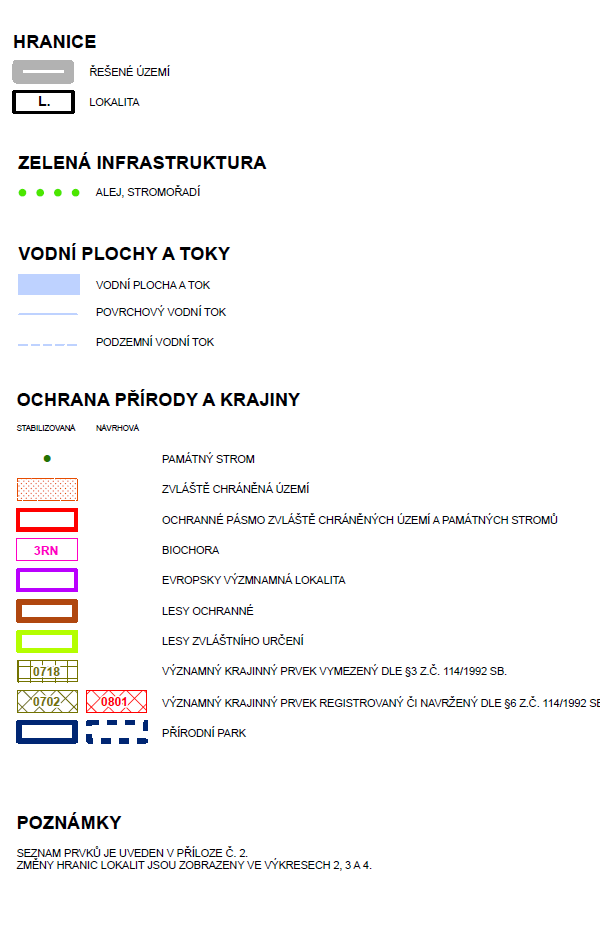 HRANICE
ŘEŠENÉ ÚZEMÍ
L. LOKALITA
ZELENÁ INFRASTRUKTURA
ALEJ, STROMOŘADÍ
VODNÍ PLOCHY A TOKY
VODNÍ PLOCHA A TOK
POVRCHOVÝ VODNÍ TOK
PODZEMNÍ VODNÍ TOK
OCHRANA PŘÍRODY A KRAJINY
STABILIZOVANÁ NÁVRHOVÁ
PAMÁTNÝ STROM
ZVLÁŠTĚ CHRÁNĚNÁ ÚZEMÍ
OCHRANNÉ PÁSMO ZVLÁŠTĚ CHRÁNĚNÝCH ÚZEMÍ A PAMÁTNÝCH STROMŮ
3RN BIOCHORA
EVROPSKY VÝZMNAMNÁ LOKALITA
LESY OCHRANNÉ
LESY ZVLÁŠTNÍHO URČENÍ
0718 VÝZNAMNÝ KRAJINNÝ PRVEK VYMEZENÝ DLE §3 Z.Č. 114/1992 SB.
0702 0801 VÝZNAMNÝ KRAJINNÝ PRVEK REGISTROVANÝ ČI NAVRŽENÝ DLE §6 Z.Č. 114/1992 SB
PŘÍRODNÍ PARK
POZNÁMKY
SEZNAM PRVKŮ JE UVEDEN V PŘÍLOZE Č. 2.
ZMĚNY HRANIC LOKALIT JSOU ZOBRAZENY VE VÝKRESECH 2, 3 A 4.